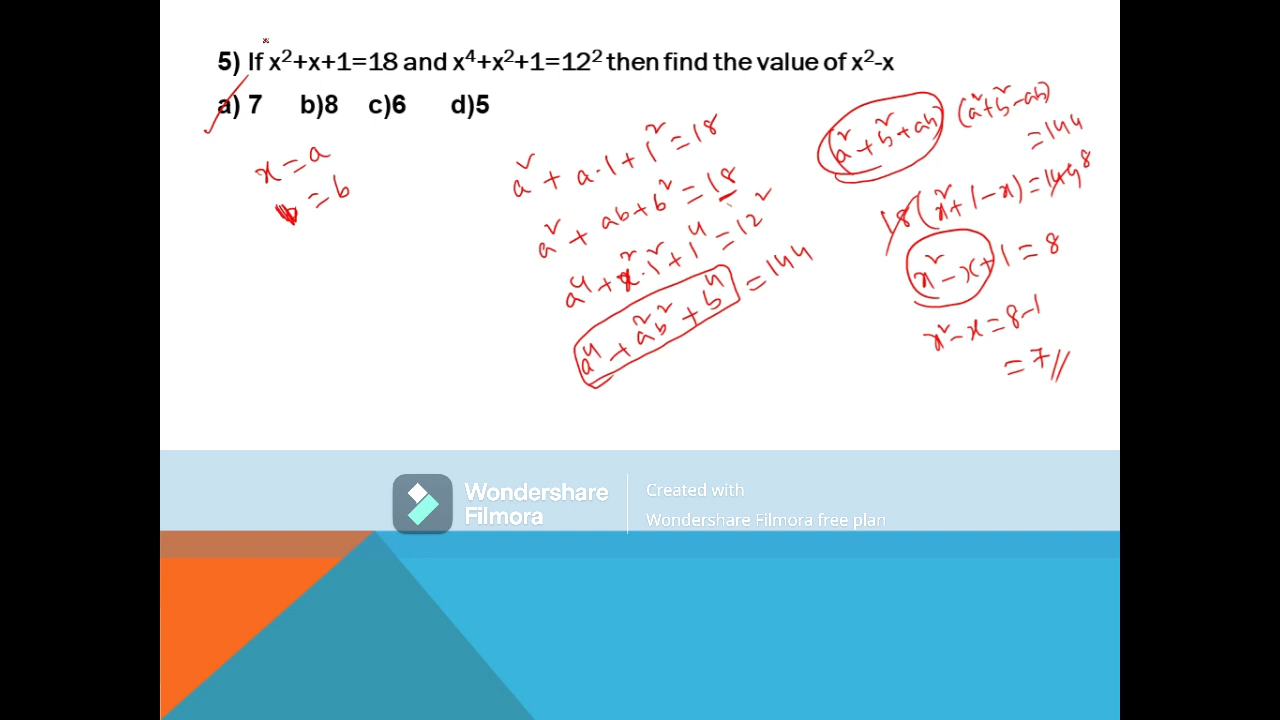 5) If x²+x+1=18 and x⁴+x²+1=12² then find the value of x²-x
a) 7 b)8 c)6 d)5
x = a
= b
a² + a·1 + 1² = 18
a² + ab + b² = 18
a⁴ + x²·1² + 1⁴ = 12²
a⁴ + a²b² + b⁴ = 144
(a² + b² + ab) (a² + b² - ab)
= 144
18 (x² + 1 - x) = 144 8
x² - x + 1 = 8
x² - x = 8 - 1
= 7//
Wondershare
Filmora
Created with
Wondershare Filmora free plan